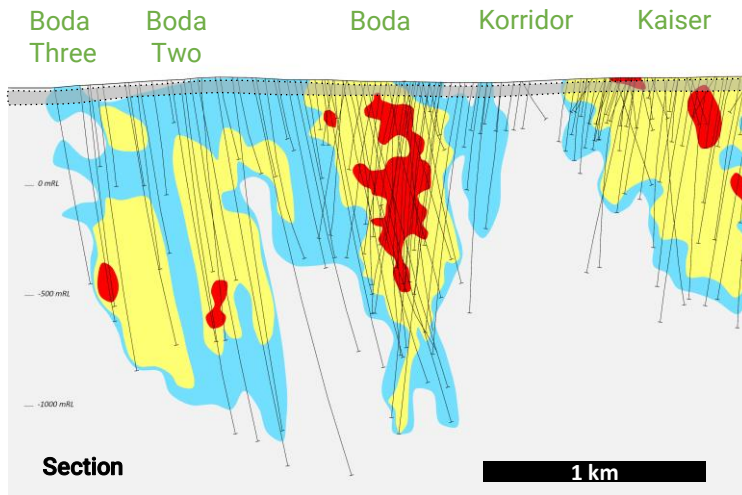 Boda
Three
Boda
Two
Boda
Korridor
Kaiser
0 mRL
-500 mRL
-1000 mRL
Section
1 km